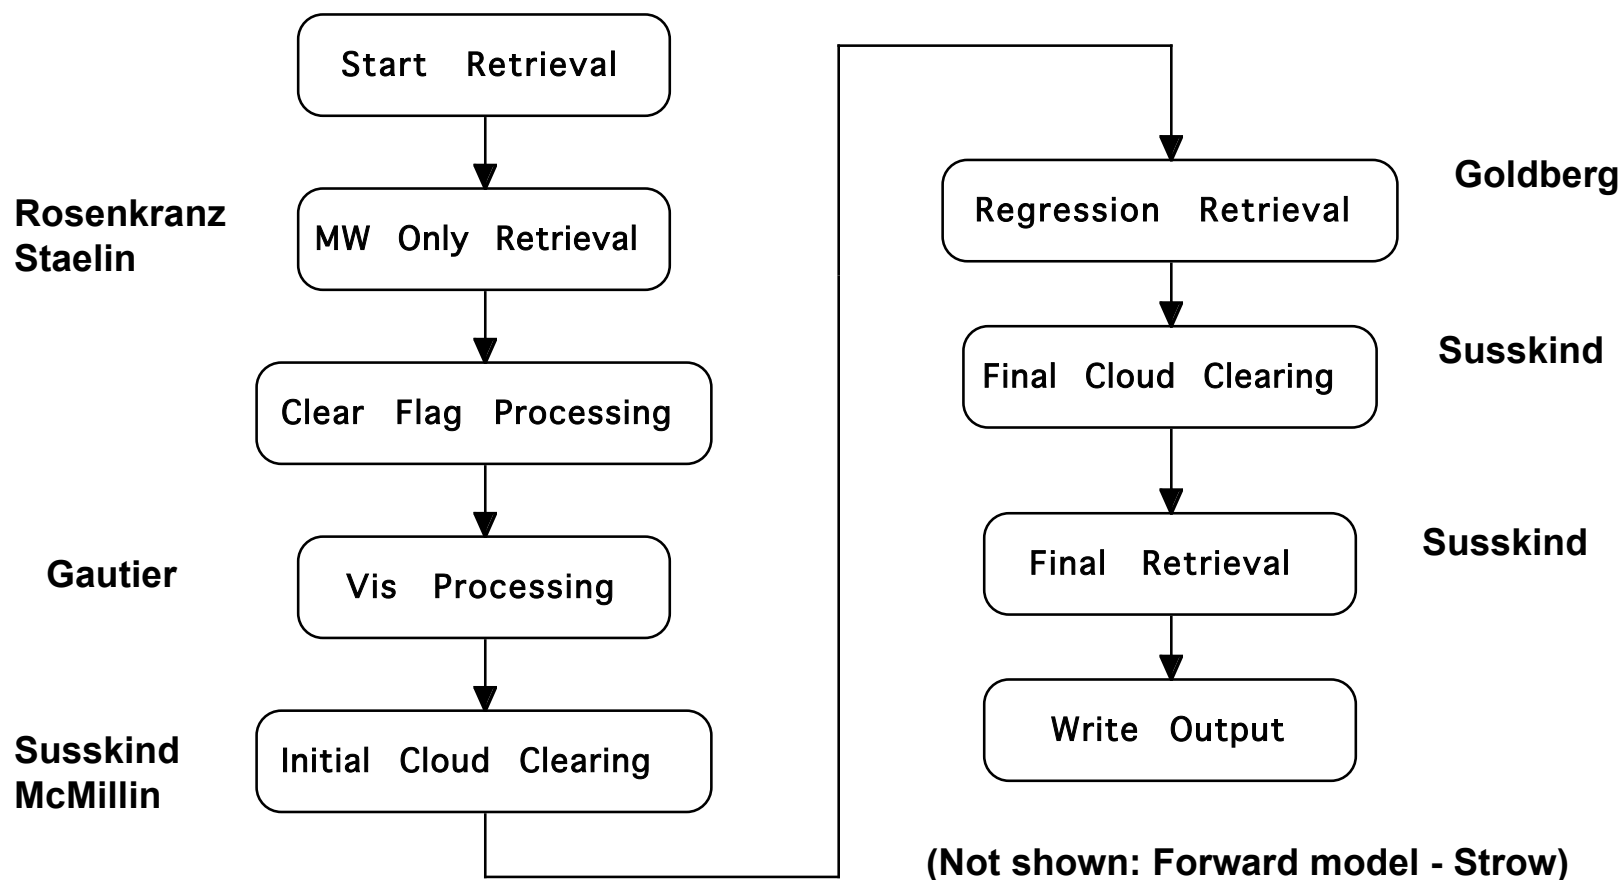 Start Retrieval
Rosenkranz
Staelin
MW Only Retrieval
Clear Flag Processing
Gautier
Vis Processing
Susskind
McMillin
Initial Cloud Clearing
Goldberg
Regression Retrieval
Susskind
Final Cloud Clearing
Susskind
Final Retrieval
Write Output
(Not shown: Forward model - Strow)